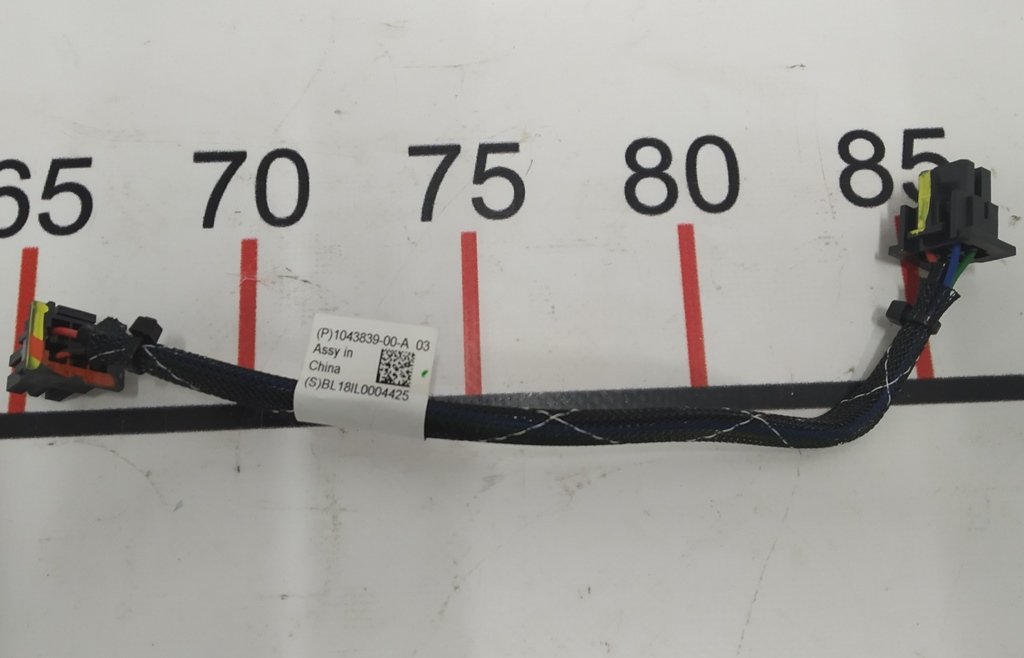 65 70 75 80 85
(P)1043839-00-A 03
Assy in
China
(S)BL18IL0004425